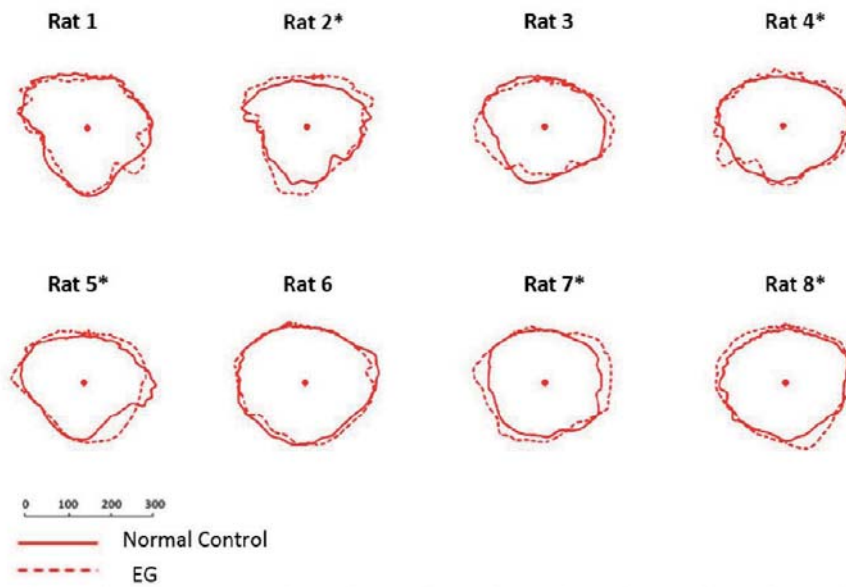 Rat 1 Rat 2* Rat 3 Rat 4*
Rat 5* Rat 6 Rat 7* Rat 8*
0 100 200 300
Normal Control
EG